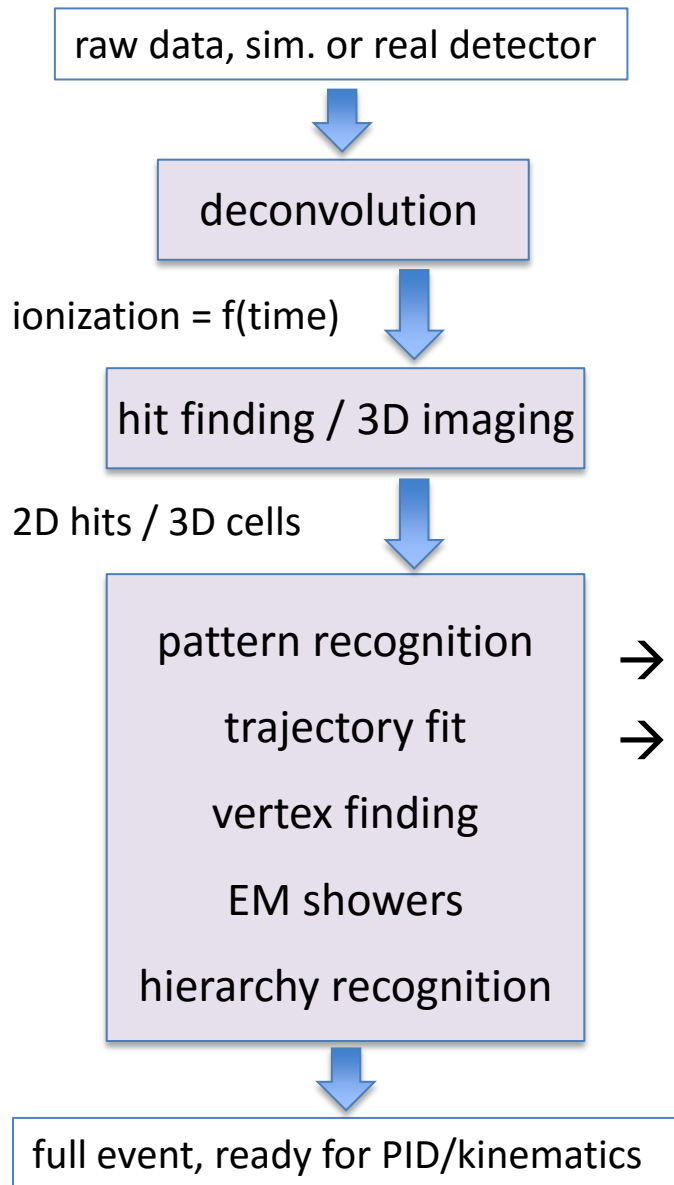 raw data, sim. or real detector
deconvolution
ionization = f(time)
hit finding / 3D imaging
2D hits / 3D cells
pattern recognition →
trajectory fit →
vertex finding
EM showers
hierarchy recognition
full event, ready for PID/kinematics